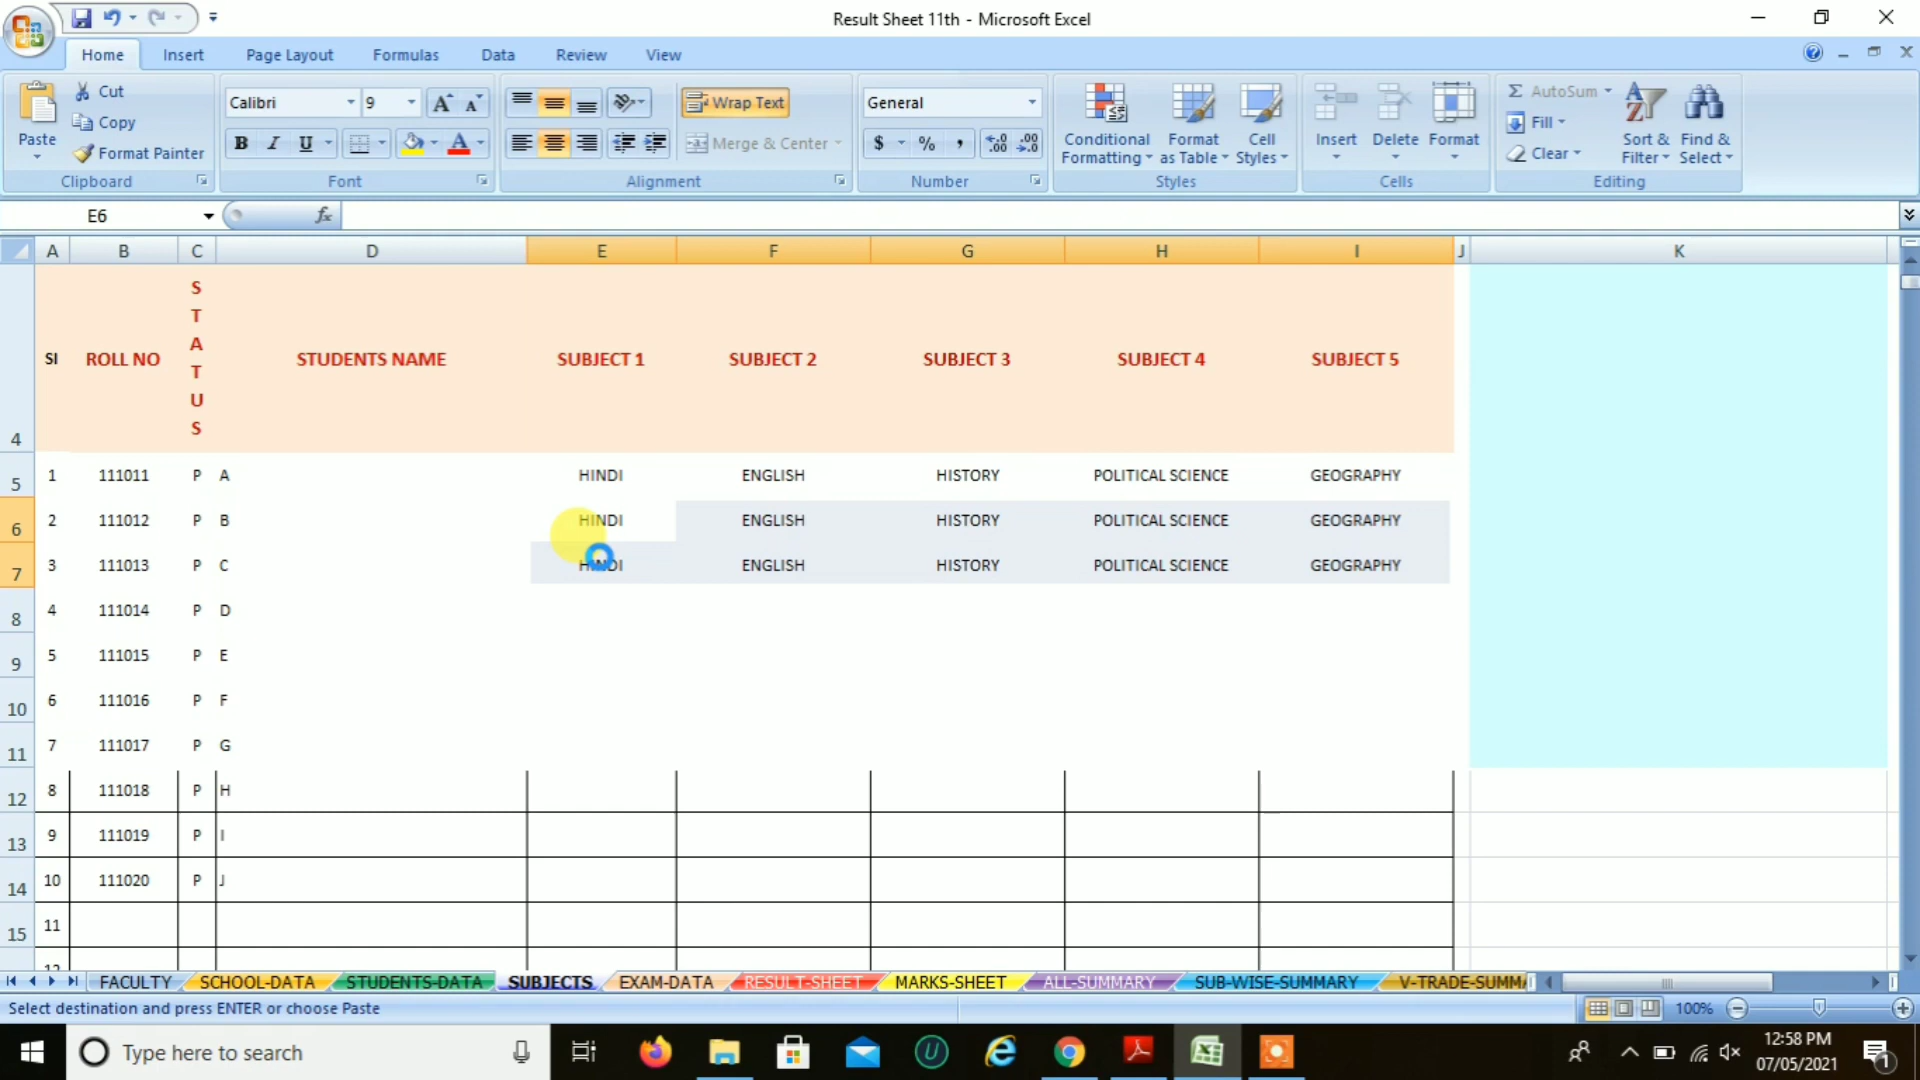 Result Sheet 11th - Microsoft Excel
Home Insert Page Layout Formulas Data Review View
Paste
Cut
Copy
Format Painter
Clipboard
Calibri 9
B I U
Font
Wrap Text
Merge & Center
Alignment
General
$ % ,
Number
Conditional Formatting
Format as Table
Cell Styles
Styles
Insert Delete Format
Cells
Σ AutoSum
Fill
Clear
Sort & Filter
Find & Select
Editing
E6 fx
A B C D E F G H I J K
4 SI ROLL NO STATUS STUDENTS NAME SUBJECT 1 SUBJECT 2 SUBJECT 3 SUBJECT 4 SUBJECT 5
5 1 111011 P A HINDI ENGLISH HISTORY POLITICAL SCIENCE GEOGRAPHY
6 2 111012 P B HINDI ENGLISH HISTORY POLITICAL SCIENCE GEOGRAPHY
7 3 111013 P C HINDI ENGLISH HISTORY POLITICAL SCIENCE GEOGRAPHY
8 4 111014 P D
9 5 111015 P E
10 6 111016 P F
11 7 111017 P G
12 8 111018 P H
13 9 111019 P I
14 10 111020 P J
15 11
12
FACULTY SCHOOL-DATA STUDENTS-DATA SUBJECTS EXAM-DATA RESULT-SHEET MARKS-SHEET ALL-SUMMARY SUB-WISE-SUMMARY V-TRADE-SUMMA
Select destination and press ENTER or choose Paste 100%
Type here to search
12:58 PM
07/05/2021
1